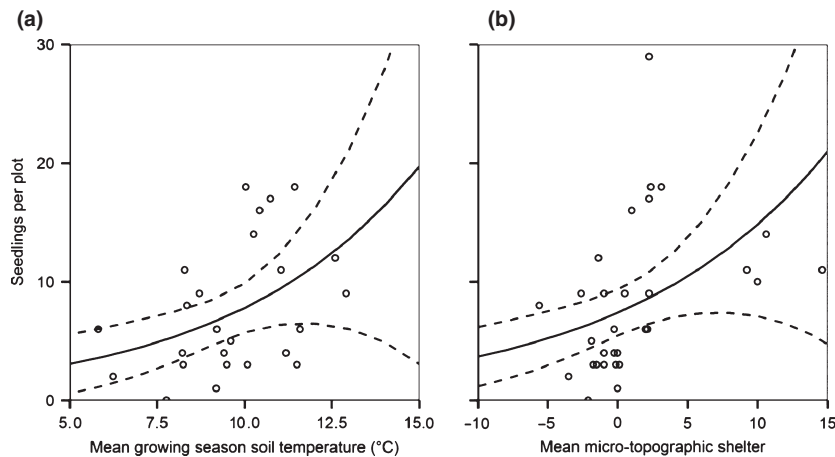 (a)
(b)
30
20
10
0
Seedlings per plot
5.0 7.5 10.0 12.5 15.0
−10 −5 0 5 10 15
Mean growing season soil temperature (°C)
Mean micro-topographic shelter